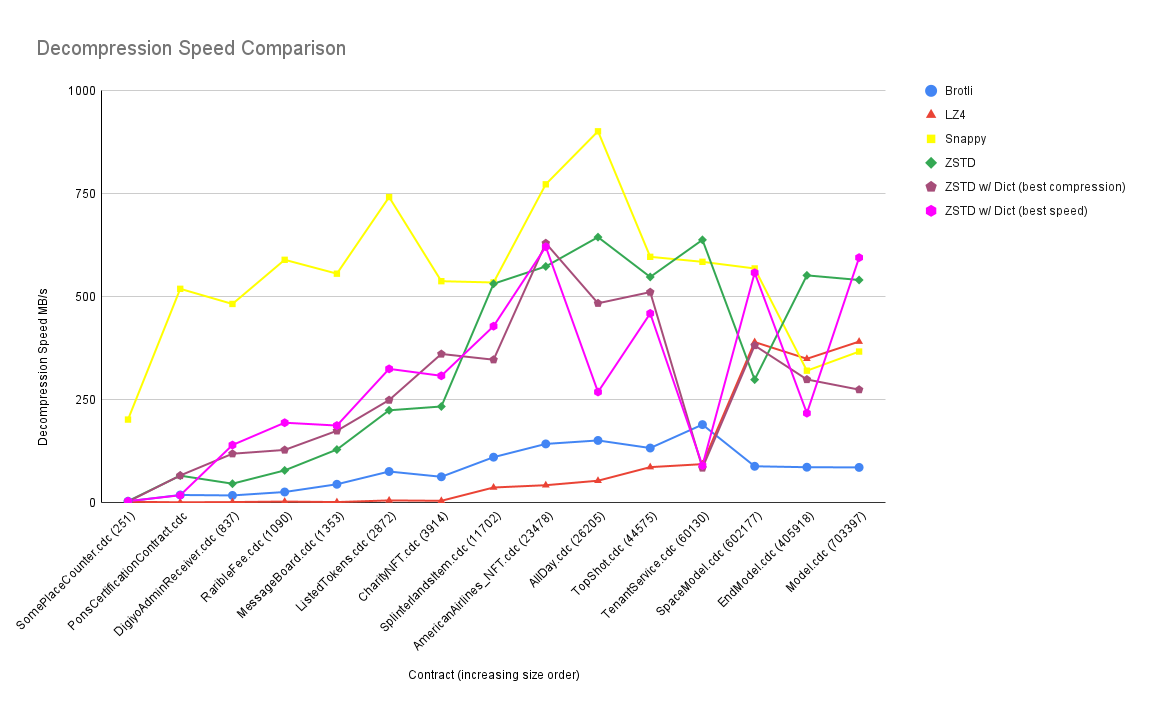 Decompression Speed Comparison
1000
750
500
250
0
Decompression Speed MB/s
Brotli
LZ4
Snappy
ZSTD
ZSTD w/ Dict (best compression)
ZSTD w/ Dict (best speed)
SomePlaceCounter.cdc (251)
PonsCertificationContract.cdc
DigiyoAdminReceiver.cdc (837)
RaribleFee.cdc (1090)
MessageBoard.cdc (1353)
ListedTokens.cdc (2872)
CharityNFT.cdc (3914)
SplinterlandsItem.cdc (11702)
AmericanAirlines_NFT.cdc (23478)
AllDay.cdc (26205)
TopShot.cdc (44575)
TenantService.cdc (60130)
SpaceModel.cdc (602177)
EndModel.cdc (405918)
Model.cdc (703397)
Contract (increasing size order)